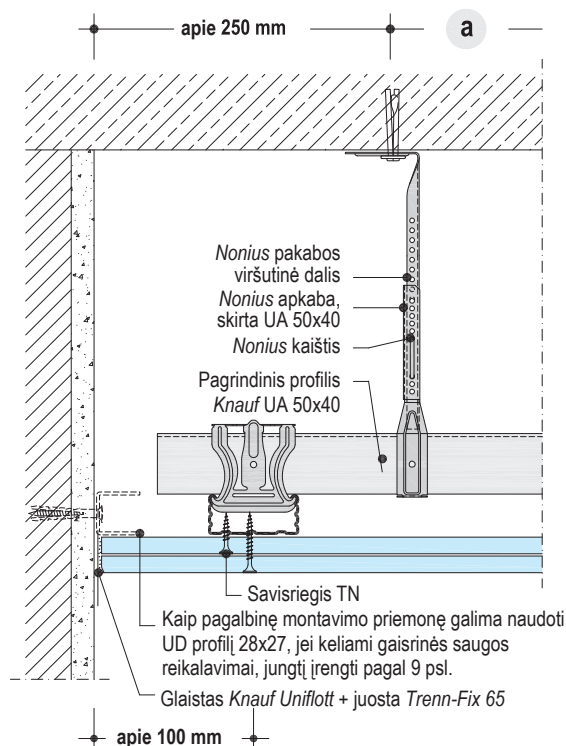 apie 250 mm
a
Nonius pakabos
viršutinė dalis
Nonius apkaba,
skirta UA 50x40
Nonius kaištis
Pagrindinis profilis
Knauf UA 50x40
Savisriegis TN
Kaip pagalbinę montavimo priemonę galima naudoti
UD profilį 28x27, jei keliami gaisrinės saugos
reikalavimai, jungtį įrengti pagal 9 psl.
Glaistas Knauf Uniflott + juosta Trenn-Fix 65
apie 100 mm